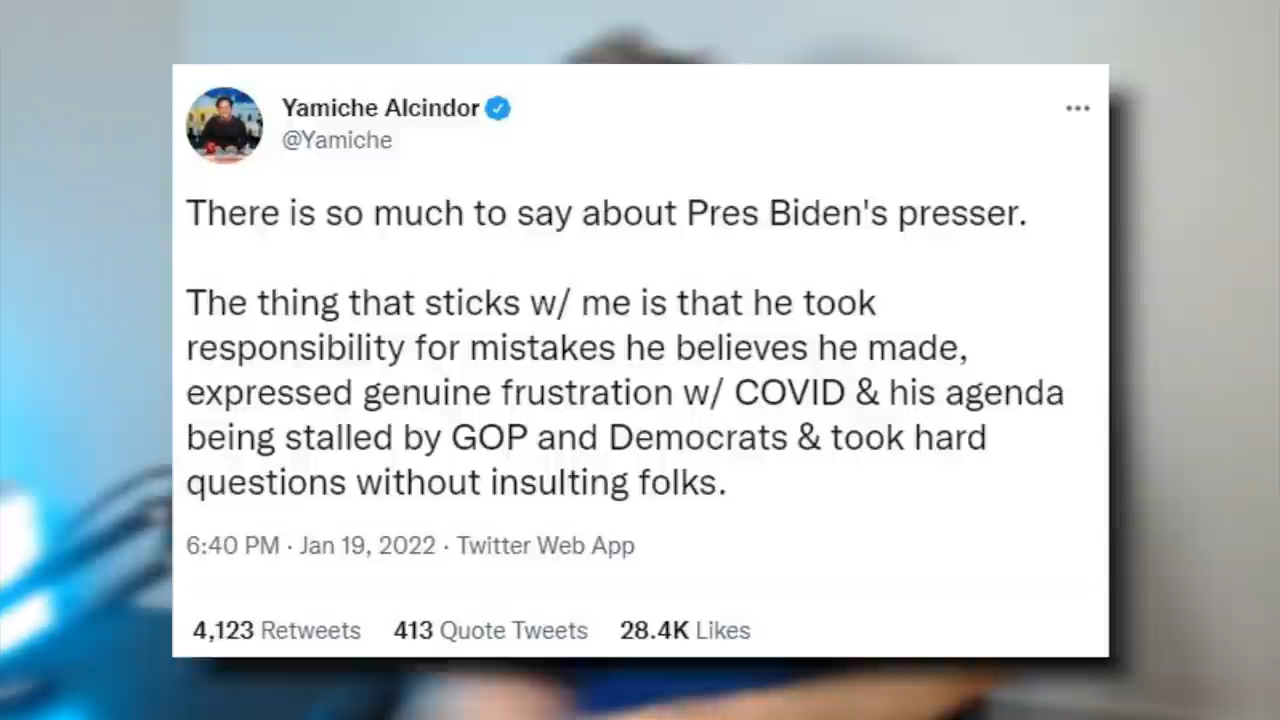 Yamiche Alcindor
@Yamiche
There is so much to say about Pres Biden's presser.
The thing that sticks w/ me is that he took
responsibility for mistakes he believes he made,
expressed genuine frustration w/ COVID & his agenda
being stalled by GOP and Democrats & took hard
questions without insulting folks.
6:40 PM · Jan 19, 2022 · Twitter Web App
4,123 Retweets 413 Quote Tweets 28.4K Likes